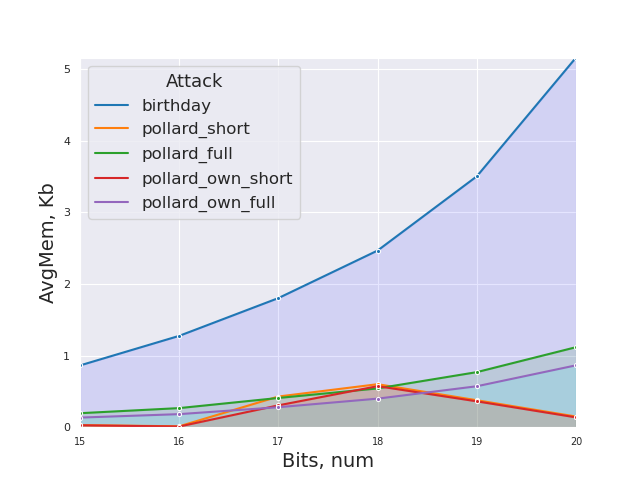 Attack
birthday
pollard_short
pollard_full
pollard_own_short
pollard_own_full
AvgMem, Kb
5
4
3
2
1
0
15 16 17 18 19 20
Bits, num